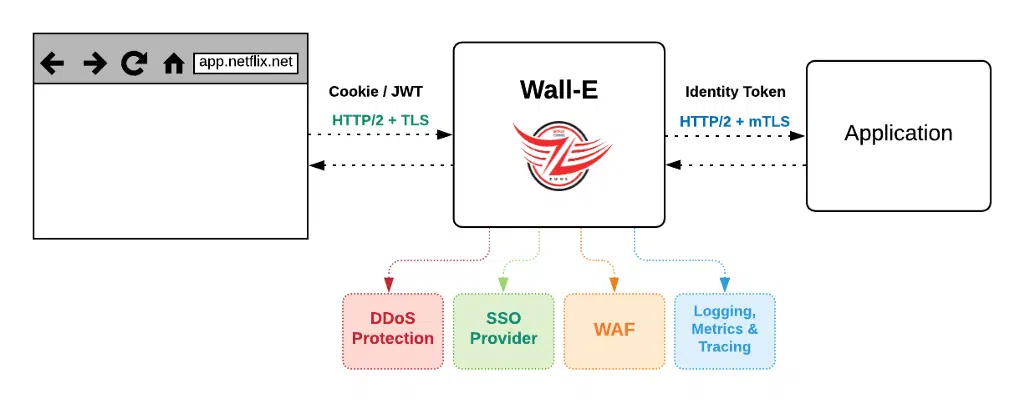 app.netflix.net
Cookie / JWT
HTTP/2 + TLS
Wall-E
Identity Token
HTTP/2 + mTLS
Application
DDoS
Protection
SSO
Provider
WAF
Logging,
Metrics &
Tracing